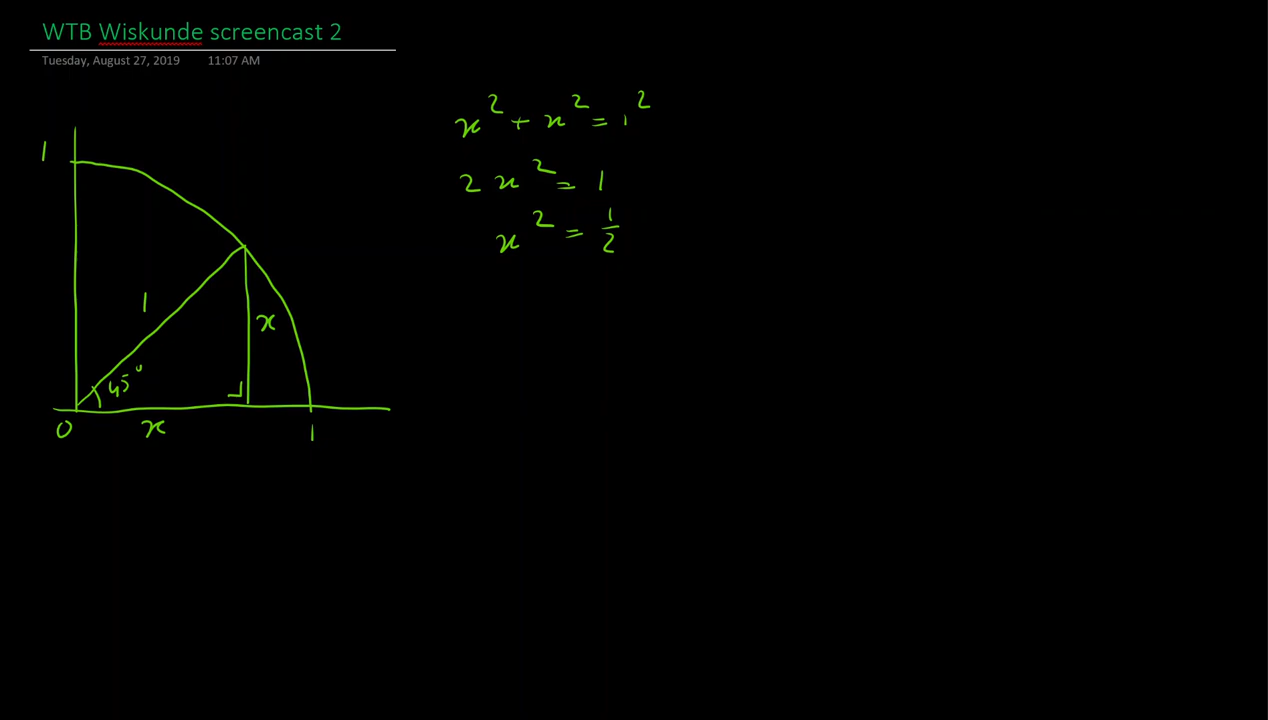 WTB Wiskunde screencast 2
Tuesday, August 27, 2019 11:07 AM
x² + x² = 1²
2x² = 1
x² = 1/2
1
1
x
45°
0
x
1